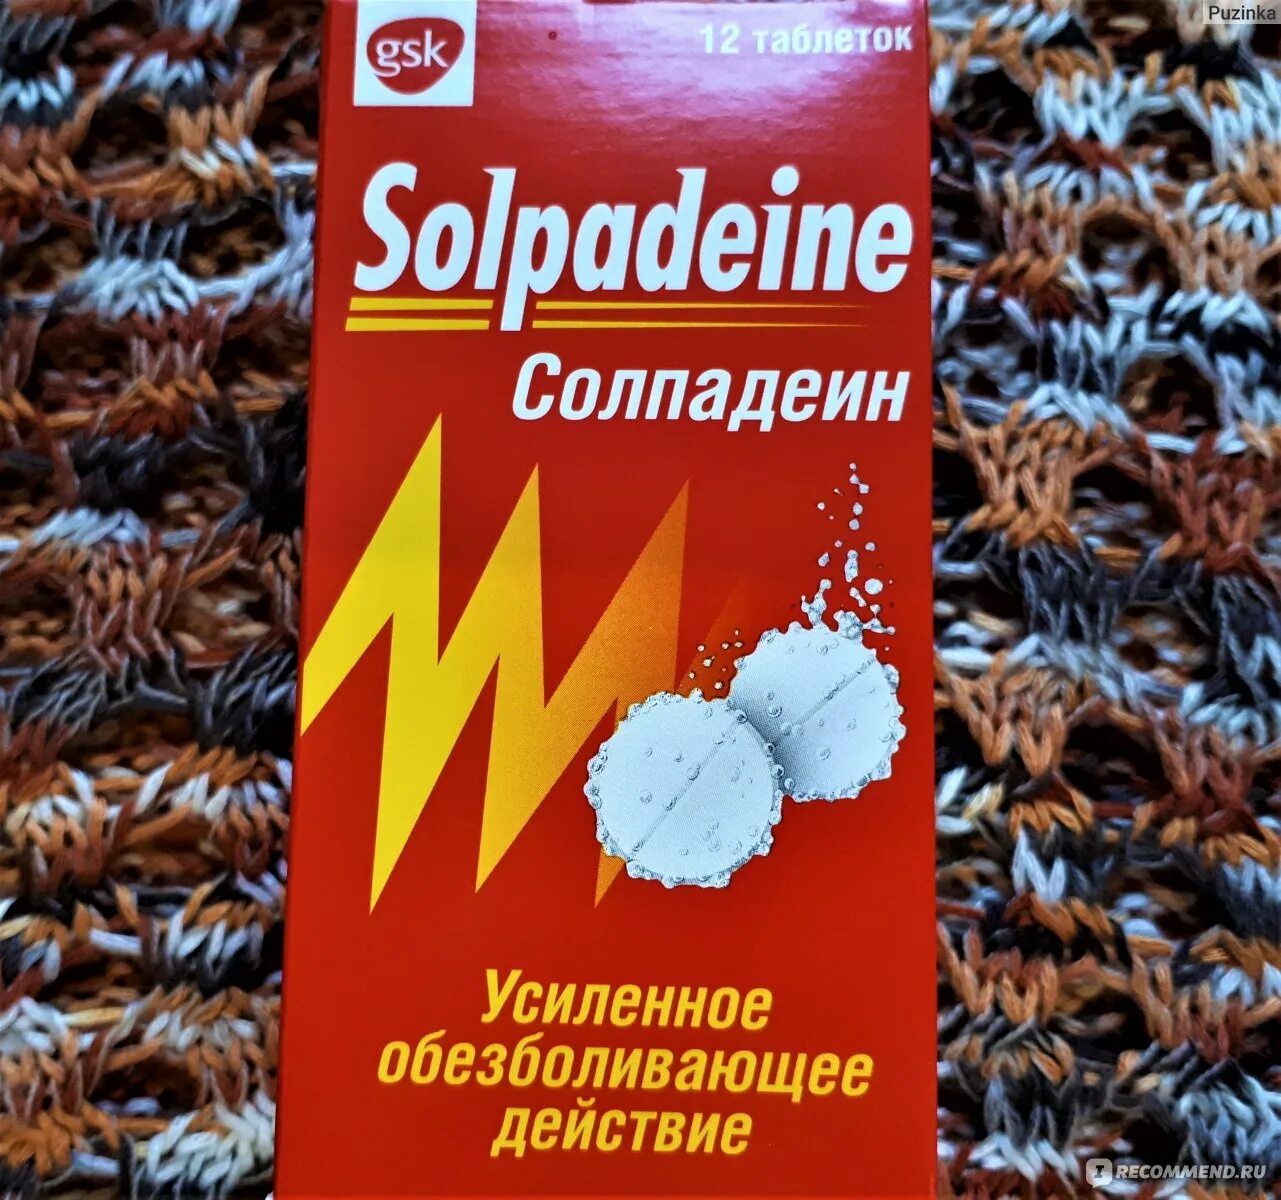 Puzinka
gsk
12 таблеток
Solpadeine
Солпадеин
Усиленное
обезболивающее
действие
I RECOMMEND.RU